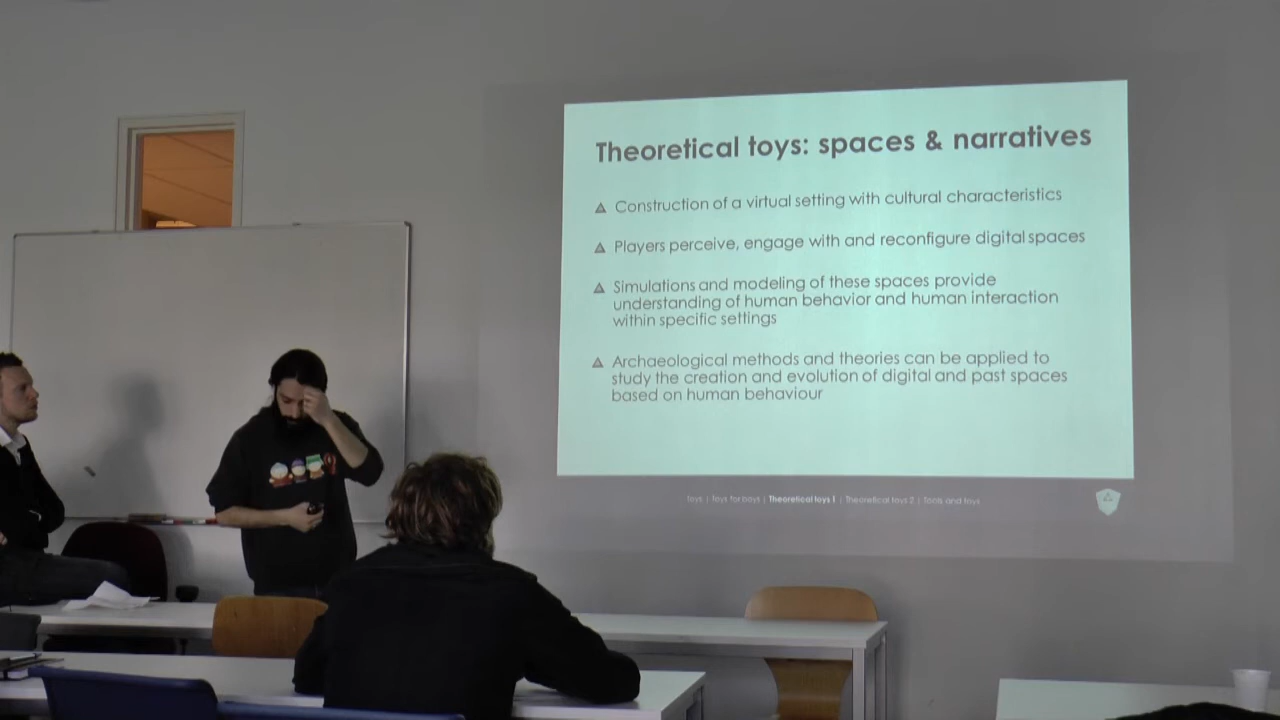 Theoretical toys: spaces & narratives
Construction of a virtual setting with cultural characteristics
Players perceive, engage with and reconfigure digital spaces
Simulations and modeling of these spaces provide
understanding of human behavior and human interaction
within specific settings
Archaeological methods and theories can be applied to
study the creation and evolution of digital and past spaces
based on human behaviour
Toys | Toys for boys | Theoretical toys 1 | Theoretical toys 2 | Tools and toys